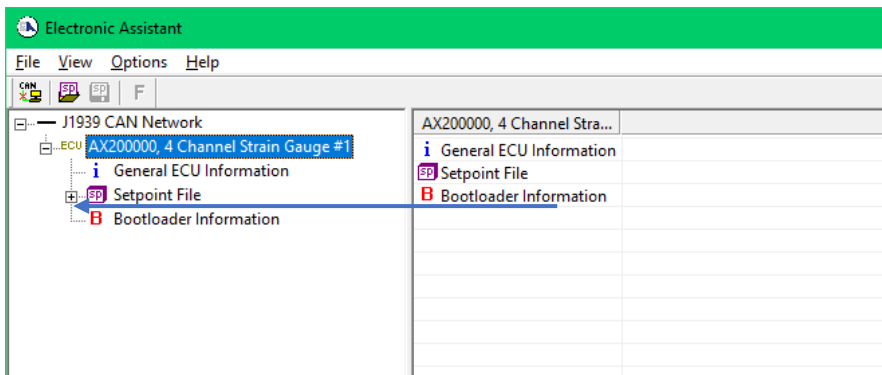 Electronic Assistant
File View Options Help
CAN SP SP F
J1939 CAN Network
ECU AX200000, 4 Channel Strain Gauge #1
i General ECU Information
SP Setpoint File
B Bootloader Information
AX200000, 4 Channel Stra...
i General ECU Information
SP Setpoint File
B Bootloader Information